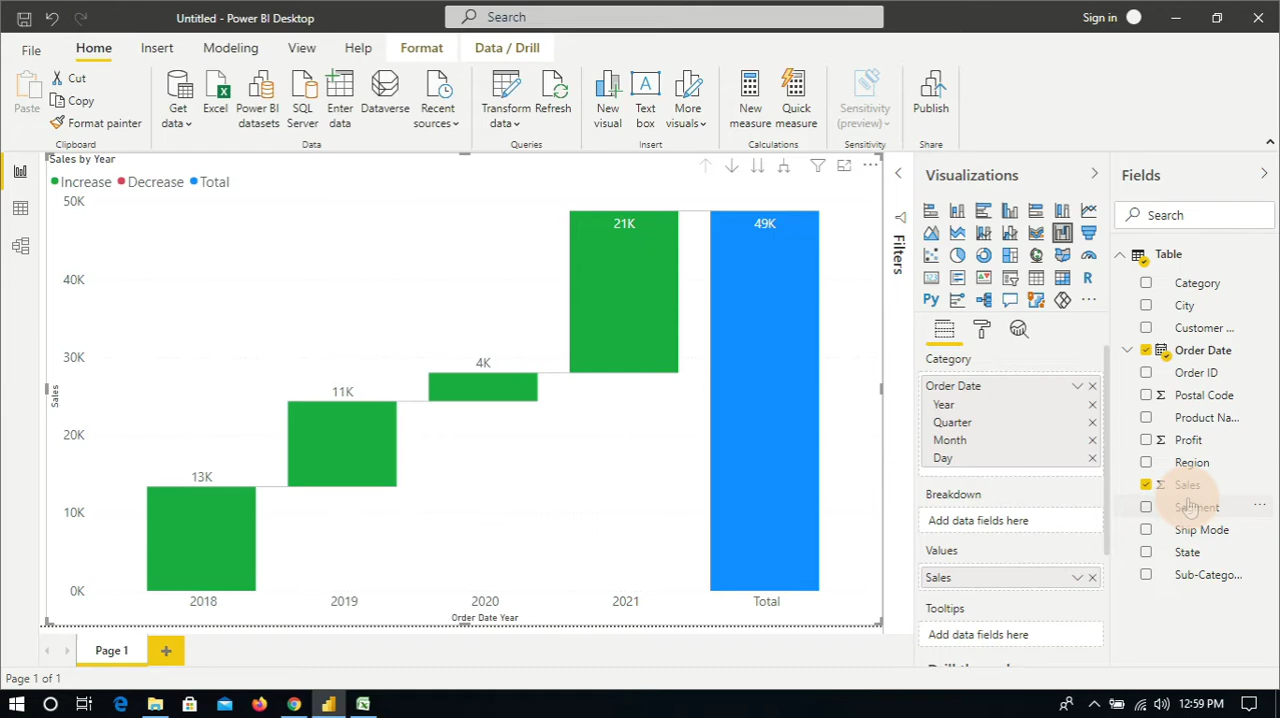 Untitled - Power BI Desktop
Search
Sign in
File
Home
Insert
Modeling
View
Help
Format
Data / Drill
Paste
Cut
Copy
Format painter
Clipboard
Get data
Excel
Power BI datasets
SQL Server
Enter data
Dataverse
Recent sources
Data
Transform data
Refresh
Queries
New visual
Text box
More visuals
Insert
New measure
Quick measure
Calculations
Sensitivity (preview)
Sensitivity
Publish
Share
Sales by Year
Increase Decrease Total
50K
40K
30K
20K
10K
0K
Sales
13K
11K
4K
21K
49K
2018 2019 2020 2021 Total
Order Date Year
Filters
Visualizations
R
Py
Category
Order Date
Year
Quarter
Month
Day
Breakdown
Add data fields here
Values
Sales
Tooltips
Add data fields here
Fields
Search
Table
Category
City
Customer ...
Order Date
Order ID
Σ Postal Code
Product Na...
Σ Profit
Region
Σ Sales
Segment
Ship Mode
State
Sub-Catego...
Page 1
Page 1 of 1
12:59 PM